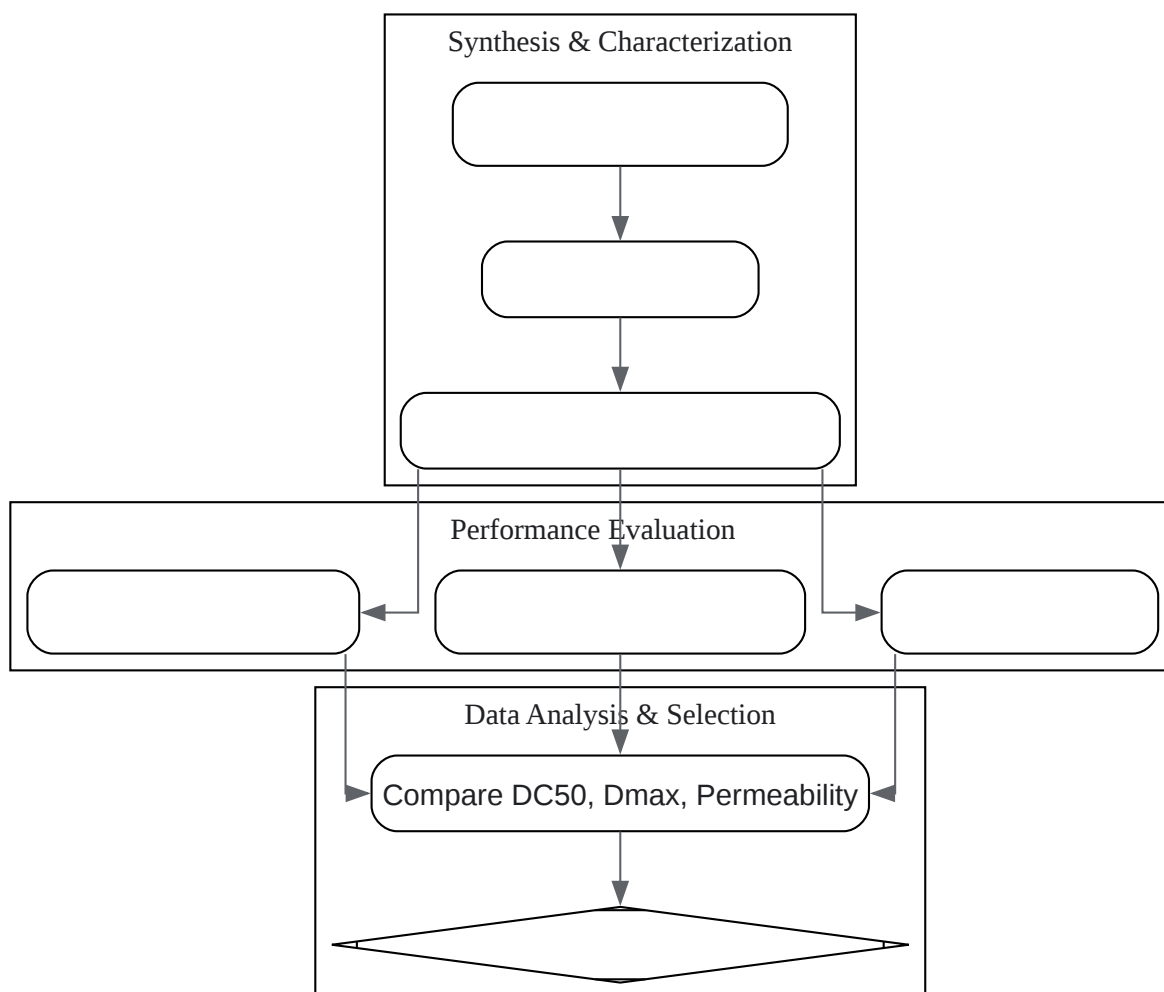 Synthesis & Characterization
Performance Evaluation
Data Analysis & Selection
Compare DC50, Dmax, Permeability